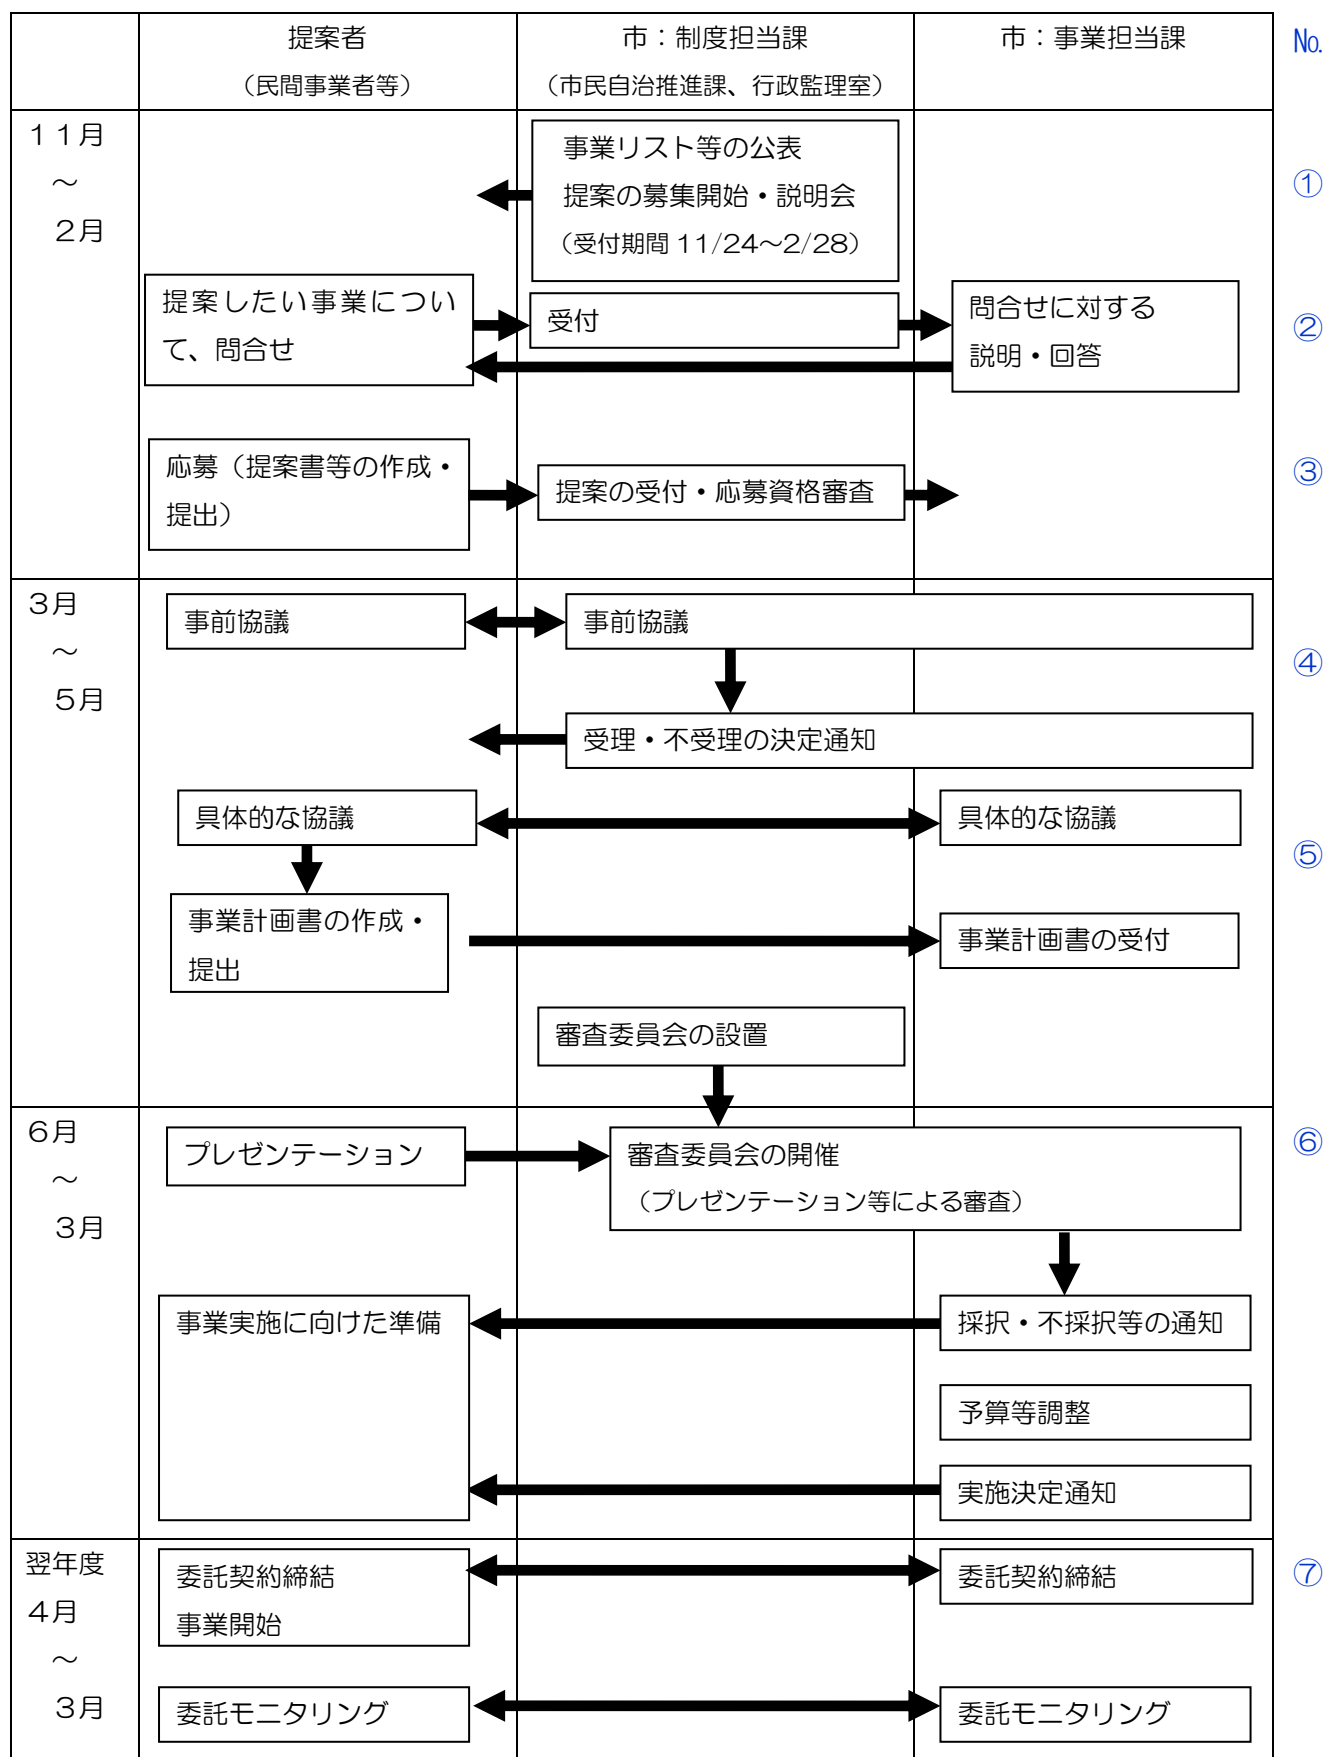 提案者
（民間事業者等）
市：制度担当課
（市民自治推進課、行政監理室）
市：事業担当課
№
１１月
～
２月
事業リスト等の公表
提案の募集開始・説明会
（受付期間 11/24～2/28）
①
提案したい事業につい
て、問合せ
受付
問合せに対する
説明・回答
②
応募（提案書等の作成・
提出）
提案の受付・応募資格審査
③
３月
～
５月
事前協議
事前協議
④
受理・不受理の決定通知
具体的な協議
具体的な協議
⑤
事業計画書の作成・
提出
事業計画書の受付
審査委員会の設置
６月
～
３月
プレゼンテーション
審査委員会の開催
（プレゼンテーション等による審査）
⑥
事業実施に向けた準備
採択・不採択等の通知
予算等調整
実施決定通知
翌年度
４月
～
３月
委託契約締結
事業開始
委託契約締結
⑦
委託モニタリング
委託モニタリング